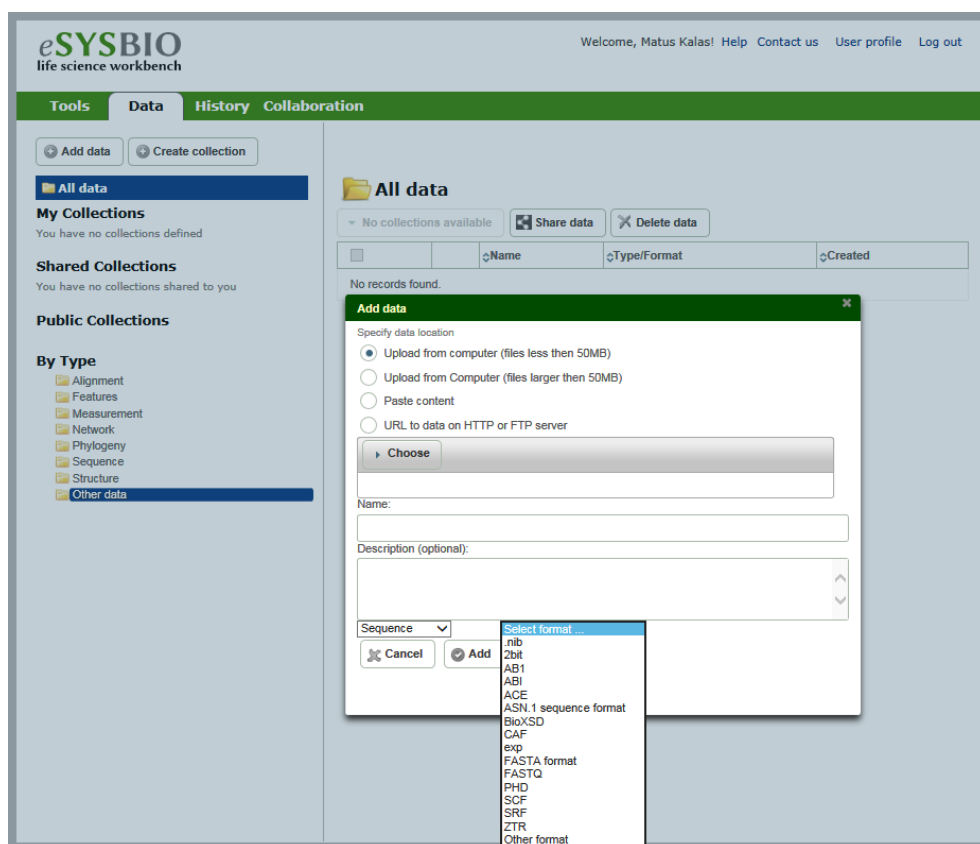 eSYSBIO
life science workbench
Welcome, Matus Kalas! Help Contact us User profile Log out
Tools Data History Collaboration
Add data Create collection
All data
My Collections
You have no collections defined
Shared Collections
You have no collections shared to you
Public Collections
By Type
Alignment
Features
Measurement
Network
Phylogeny
Sequence
Structure
Other data
All data
No collections available Share data Delete data
Name Type/Format Created
No records found.
Add data
Specify data location
Upload from computer (files less then 50MB)
Upload from Computer (files larger then 50MB)
Paste content
URL to data on HTTP or FTP server
Choose
Name:
Description (optional):
Sequence Select format ...
Cancel Add
.nib
2bit
AB1
ABI
ACE
ASN.1 sequence format
BioXSD
CAF
exp
FASTA format
FASTQ
PHD
SCF
SRF
ZTR
Other format